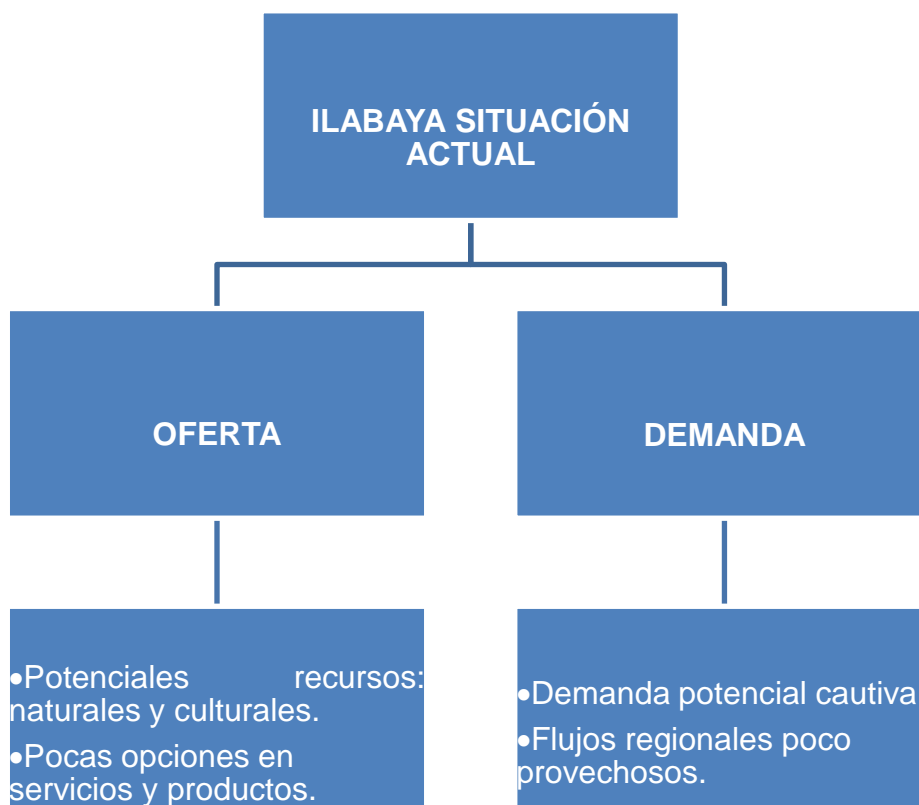 ILABAYA SITUACIÓN
ACTUAL
OFERTA
DEMANDA
•Potenciales recursos:
naturales y culturales.
•Pocas opciones en
servicios y productos.
•Demanda potencial cautiva
•Flujos regionales poco
provechosos.